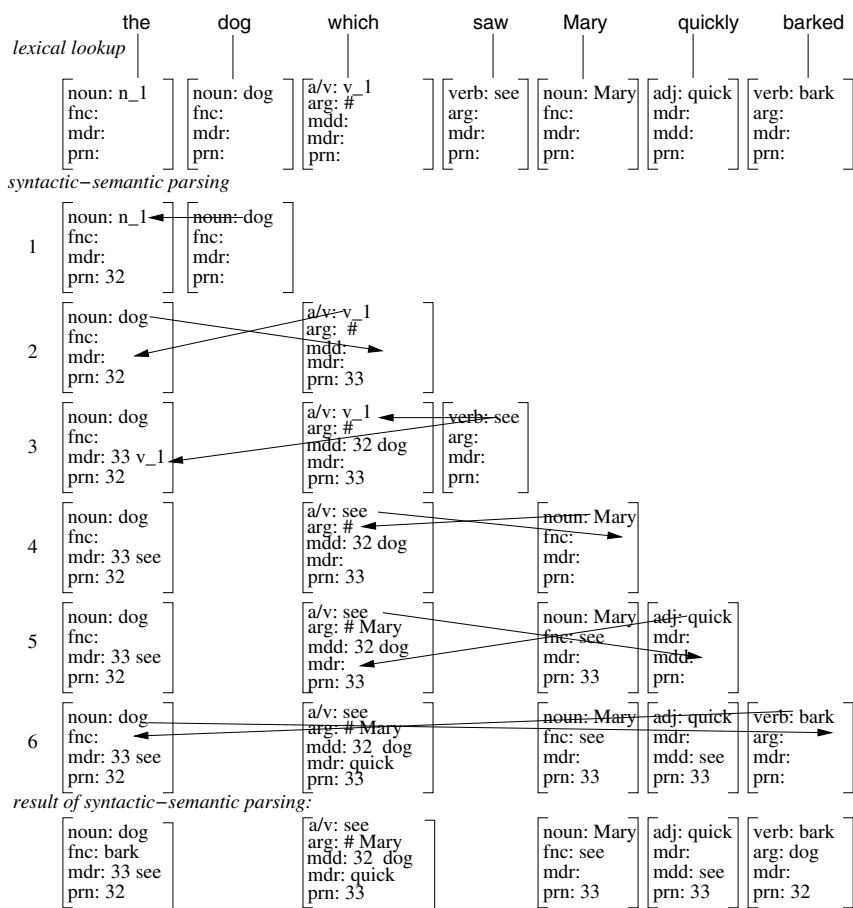 the dog which saw Mary quickly barked
lexical lookup
noun: n_1 noun: dog a/v: v_1 verb: see noun: Mary adj: quick verb: bark
fnc: fnc: arg: # arg: fnc: mdr: arg:
mdr: mdr: mdd: mdr: mdr: mdd: mdr:
prn: prn: mdr: prn: prn: prn: prn:
prn:
syntactic−semantic parsing
1
noun: n_1 noun: dog
fnc: fnc:
mdr: mdr:
prn: 32 prn:
2
noun: dog a/v: v_1
fnc: arg: #
mdr: mdd:
prn: 32 mdr:
prn: 33
3
noun: dog a/v: v_1 verb: see
fnc: arg: # arg:
mdr: 33 v_1 mdd: 32 dog mdr:
prn: 32 mdr: prn:
prn: 33
4
noun: dog a/v: see noun: Mary
fnc: arg: # fnc:
mdr: 33 see mdd: 32 dog mdr:
prn: 32 mdr: prn:
prn: 33
5
noun: dog a/v: see noun: Mary adj: quick
fnc: arg: # Mary fnc: see mdr:
mdr: 33 see mdd: 32 dog mdr: mdd:
prn: 32 mdr: prn: 33 prn:
prn: 33
6
noun: dog a/v: see noun: Mary adj: quick verb: bark
fnc: arg: # Mary fnc: see mdr: arg:
mdr: 33 see mdd: 32 dog mdr: mdd: see mdr:
prn: 32 mdr: quick prn: 33 prn: 33 prn:
prn: 33
result of syntactic−semantic parsing:
noun: dog a/v: see noun: Mary adj: quick verb: bark
fnc: bark arg: # Mary fnc: see mdr: arg: dog
mdr: 33 see mdd: 32 dog mdr: mdd: see mdr:
prn: 32 mdr: quick prn: 33 prn: 33 prn: 32
prn: 33